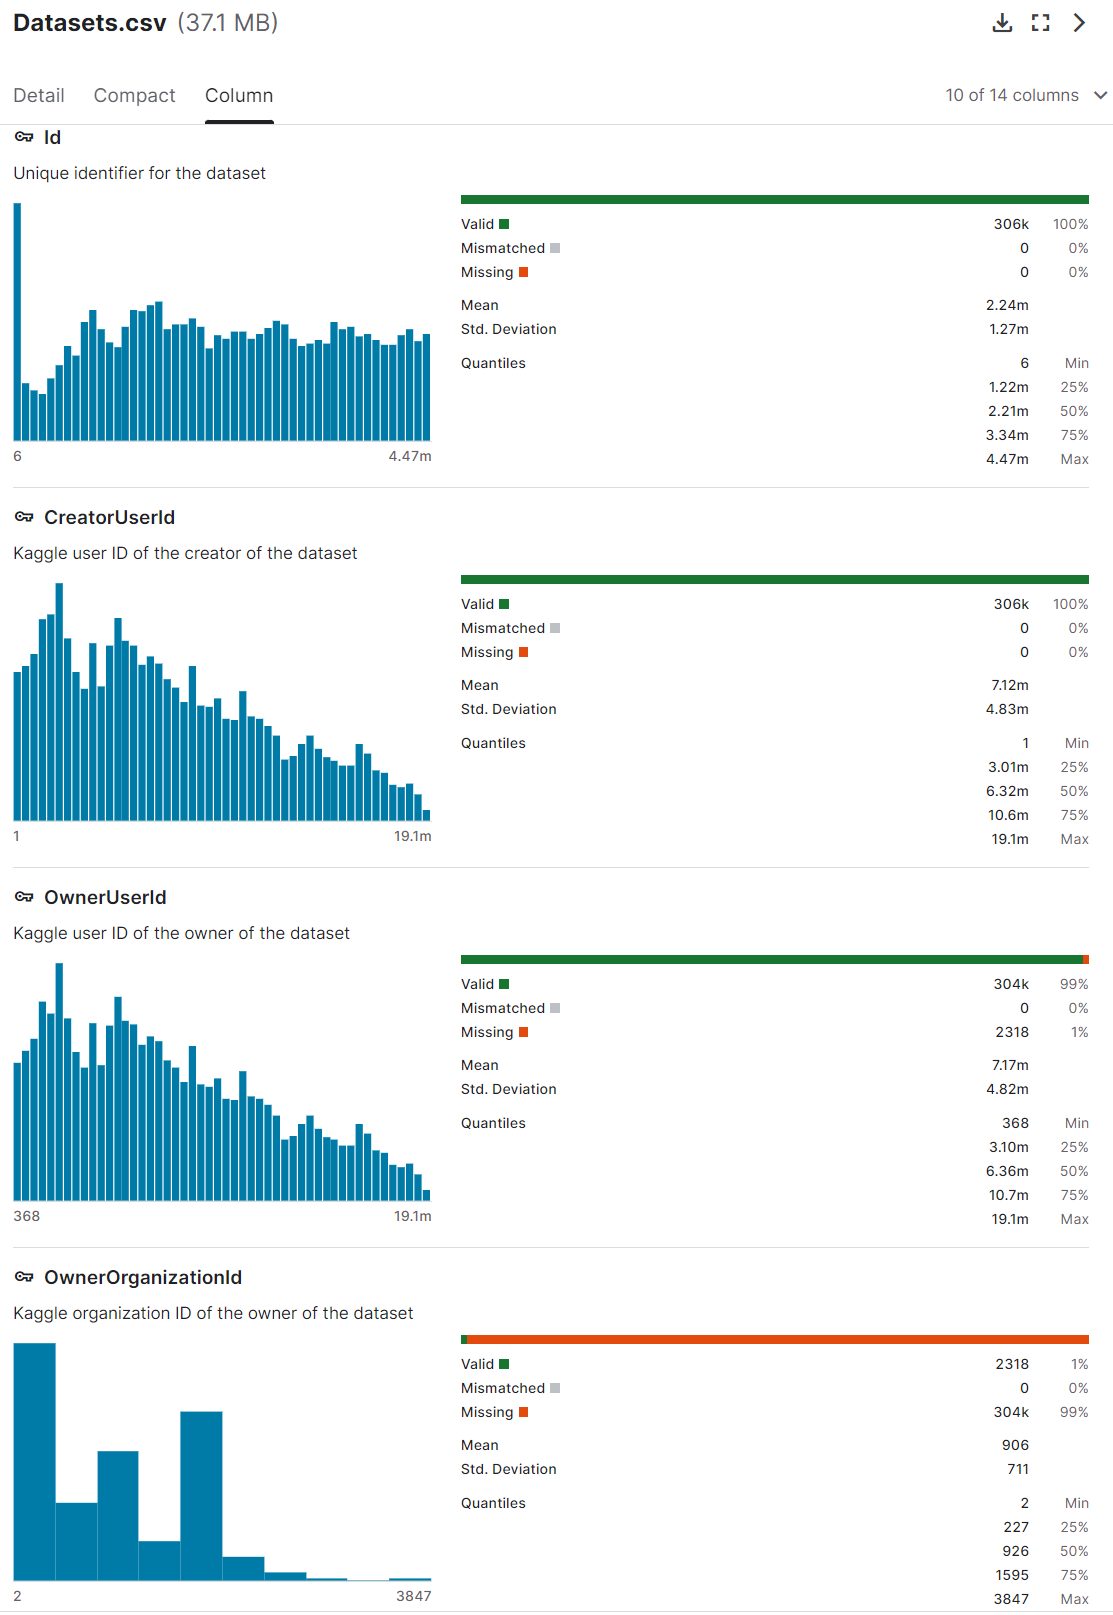 Datasets.csv (37.1 MB)
Detail Compact Column 10 of 14 columns
Id
Unique identifier for the dataset
Valid 306k 100%
Mismatched 0 0%
Missing 0 0%
Mean 2.24m
Std. Deviation 1.27m
Quantiles 6 Min
1.22m 25%
2.21m 50%
3.34m 75%
4.47m Max
6 4.47m
CreatorUserId
Kaggle user ID of the creator of the dataset
Valid 306k 100%
Mismatched 0 0%
Missing 0 0%
Mean 7.12m
Std. Deviation 4.83m
Quantiles 1 Min
3.01m 25%
6.32m 50%
10.6m 75%
19.1m Max
1 19.1m
OwnerUserId
Kaggle user ID of the owner of the dataset
Valid 304k 99%
Mismatched 0 0%
Missing 2318 1%
Mean 7.17m
Std. Deviation 4.82m
Quantiles 368 Min
3.10m 25%
6.36m 50%
10.7m 75%
19.1m Max
368 19.1m
OwnerOrganizationId
Kaggle organization ID of the owner of the dataset
Valid 2318 1%
Mismatched 0 0%
Missing 304k 99%
Mean 906
Std. Deviation 711
Quantiles 2 Min
227 25%
926 50%
1595 75%
3847 Max
2 3847